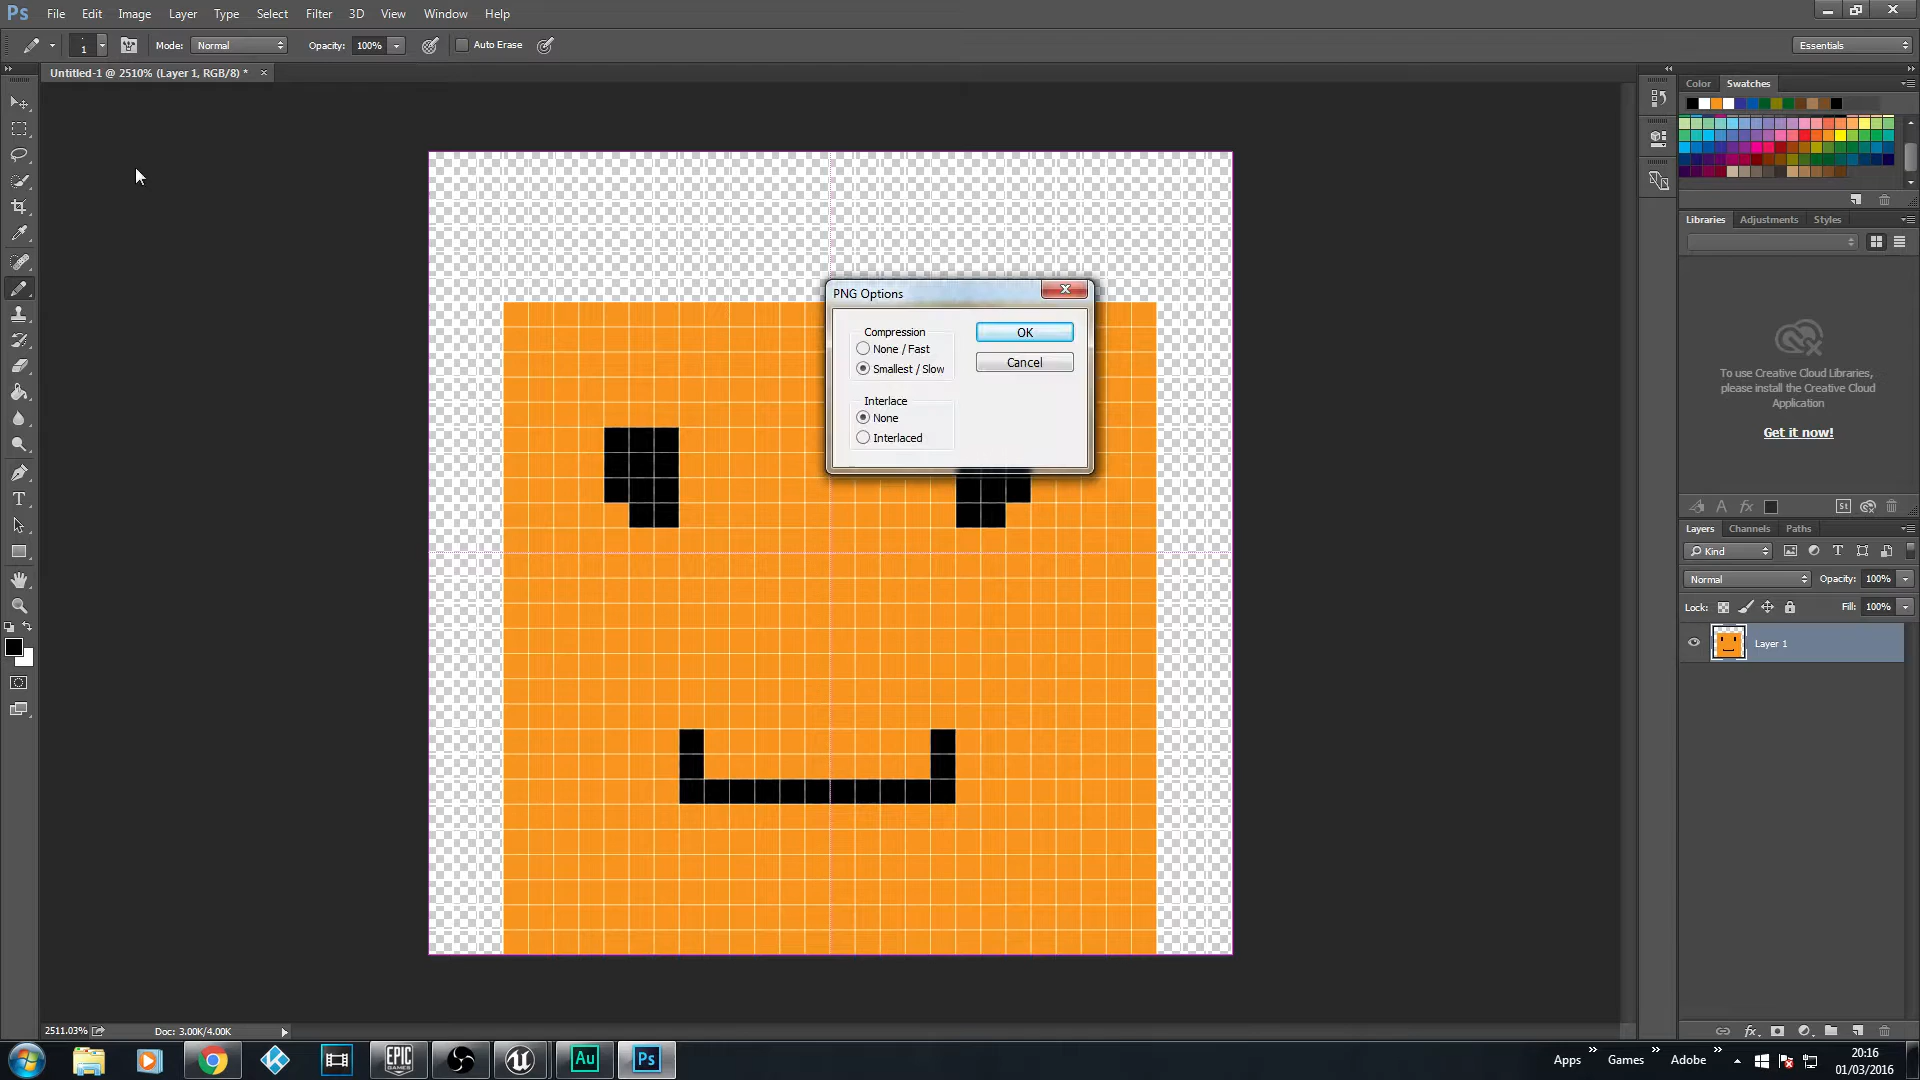 Ps File Edit Image Layer Type Select Filter 3D View Window Help
1 Mode: Normal Opacity: 100% Auto Erase Essentials
Untitled-1 @ 2510% (Layer 1, RGB/8) *
Color Swatches
Libraries Adjustments Styles
To use Creative Cloud Libraries,
please install the Creative Cloud
Application
Get it now!
PNG Options
Compression
None / Fast
Smallest / Slow
Interlace
None
Interlaced
OK
Cancel
St
Layers Channels Paths
Kind
Normal Opacity: 100%
Lock: Fill: 100%
Layer 1
fx
2511.03% Doc: 3.00K/4.00K
EPIC
GAMES
Au
Ps
Apps Games Adobe
20:16
01/03/2016